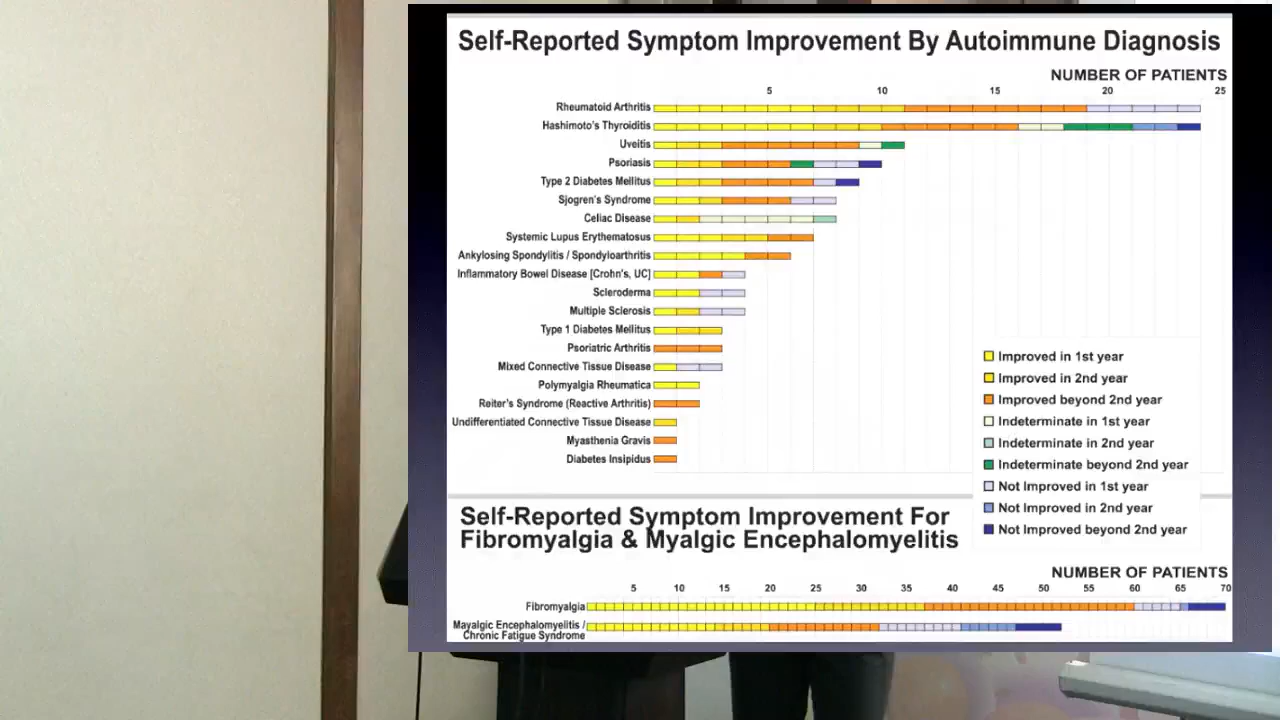 Self-Reported Symptom Improvement By Autoimmune Diagnosis
NUMBER OF PATIENTS
5 10 15 20 25
Rheumatoid Arthritis
Hashimoto's Thyroiditis
Uveitis
Psoriasis
Type 2 Diabetes Mellitus
Sjogren's Syndrome
Celiac Disease
Systemic Lupus Erythematosus
Ankylosing Spondylitis / Spondyloarthritis
Inflammatory Bowel Disease [Crohn's, UC]
Scleroderma
Multiple Sclerosis
Type 1 Diabetes Mellitus
Psoriatric Arthritis
Mixed Connective Tissue Disease
Polymyalgia Rheumatica
Reiter's Syndrome (Reactive Arthritis)
Undifferentiated Connective Tissue Disease
Myasthenia Gravis
Diabetes Insipidus
Improved in 1st year
Improved in 2nd year
Improved beyond 2nd year
Indeterminate in 1st year
Indeterminate in 2nd year
Indeterminate beyond 2nd year
Not Improved in 1st year
Not Improved in 2nd year
Not Improved beyond 2nd year
Self-Reported Symptom Improvement For
Fibromyalgia & Myalgic Encephalomyelitis
NUMBER OF PATIENTS
5 10 15 20 25 30 35 40 45 50 55 60 65 70
Fibromyalgia
Mayalgic Encephalomyelitis /
Chronic Fatigue Syndrome